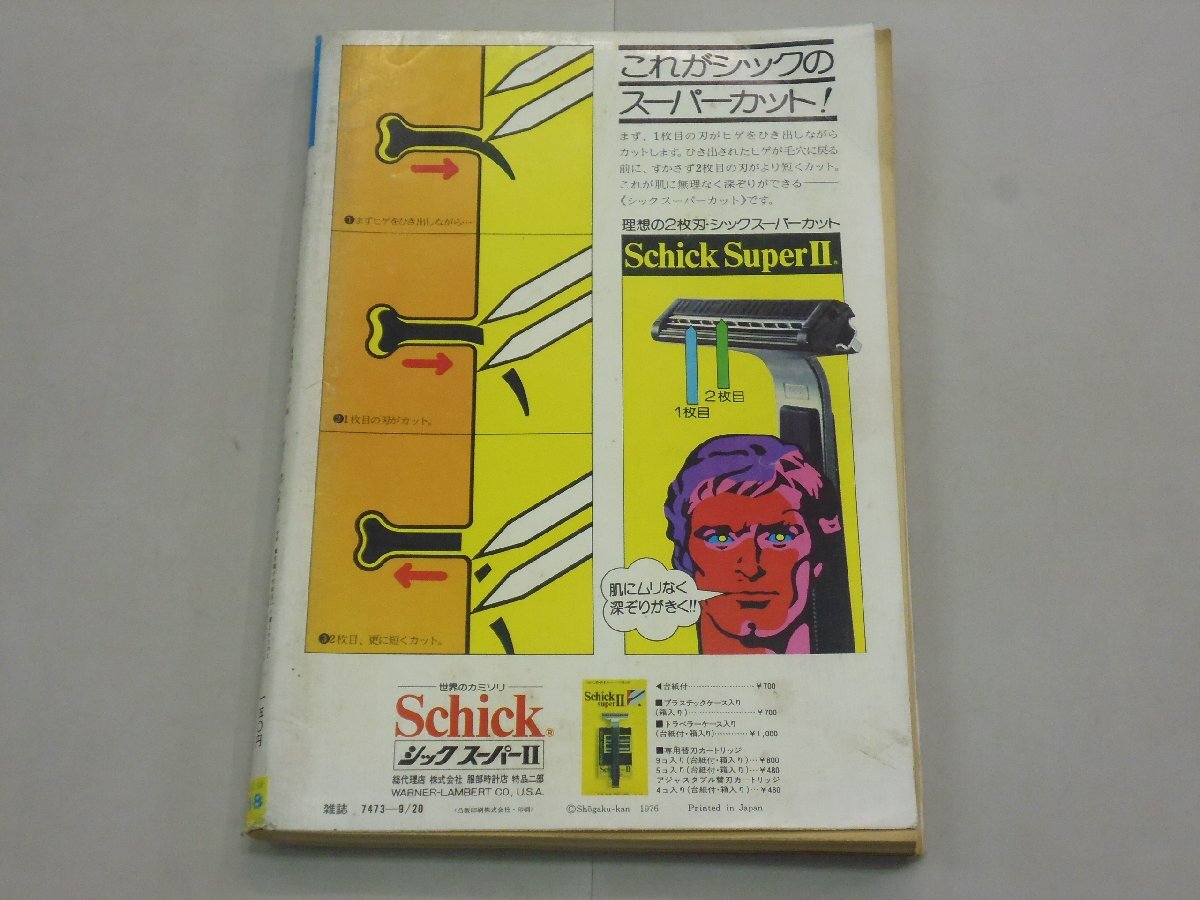 これがシックの
スーパーカット!
まず、1枚目の刃がヒゲをひき出しながら
カットします。ひき出されたヒゲが毛穴に戻る
前に、すかさず2枚目の刃がより短くカット。
これが肌に無理なく深ぞりができる——
《シックスーパーカット》です。
理想の2枚刃・シックスーパーカット
Schick Super II®
❶まずヒゲをひき出しながら…
❷1枚目の刃がカット。
❸2枚目、更に短くカット。
2枚目
1枚目
肌にムリなく
深ぞりがきく!!
世界のカミソリ
Schick®
シック スーパーII
総代理店 株式会社 服部時計店 特品二部
WARNER-LAMBERT CO., U.S.A.
Schick
super II
◀台紙付……………………¥700
■プラスチックケース入り
(箱入り)……………………¥700
■トラベラーケース入り
(台紙付・箱入り)…………¥1,000
■専用替刃カートリッジ
9コ入り(台紙付・箱入り)…¥800
5コ入り(台紙付・箱入り)…¥480
アジャスタブル替刃カートリッジ
4コ入り(台紙付・箱入り)…¥480
雑誌 7473—9/20
(凸版印刷株式会社・印刷)
©Shōgaku-kan 1976
Printed in Japan
18